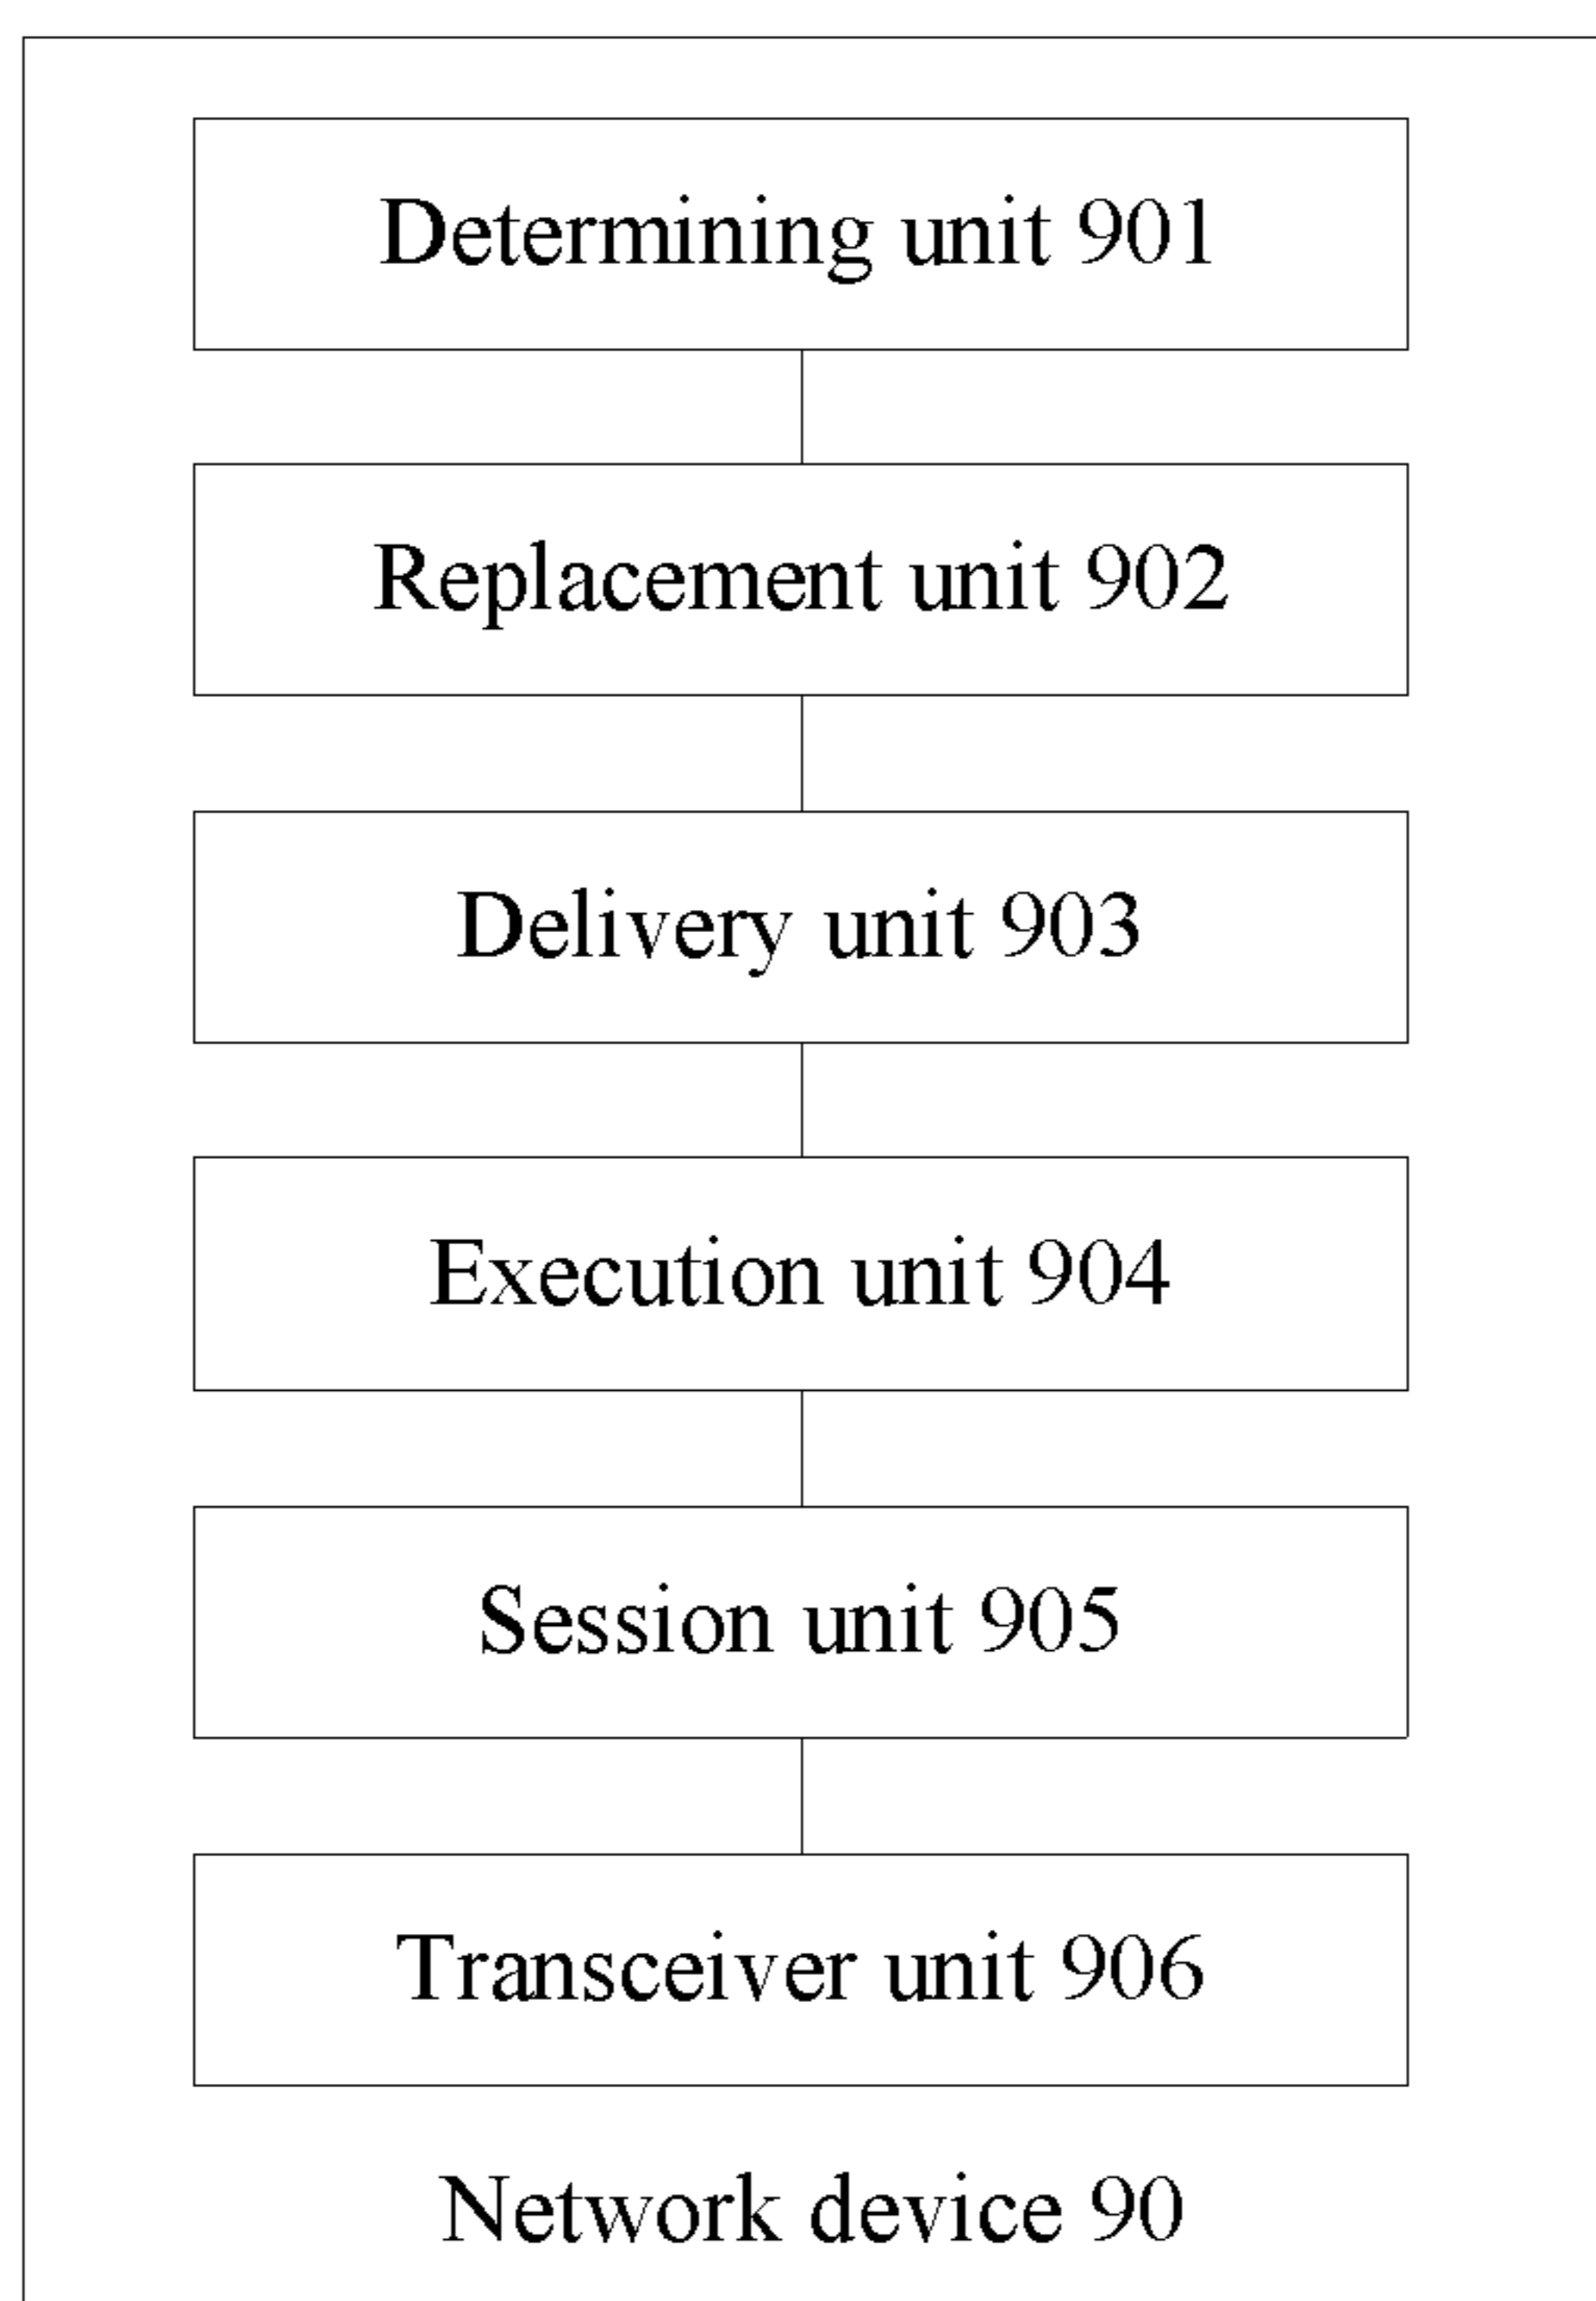 Determining unit 901
Replacement unit 902
Delivery unit 903
Execution unit 904
Session unit 905
Transceiver unit 906
Network device 90